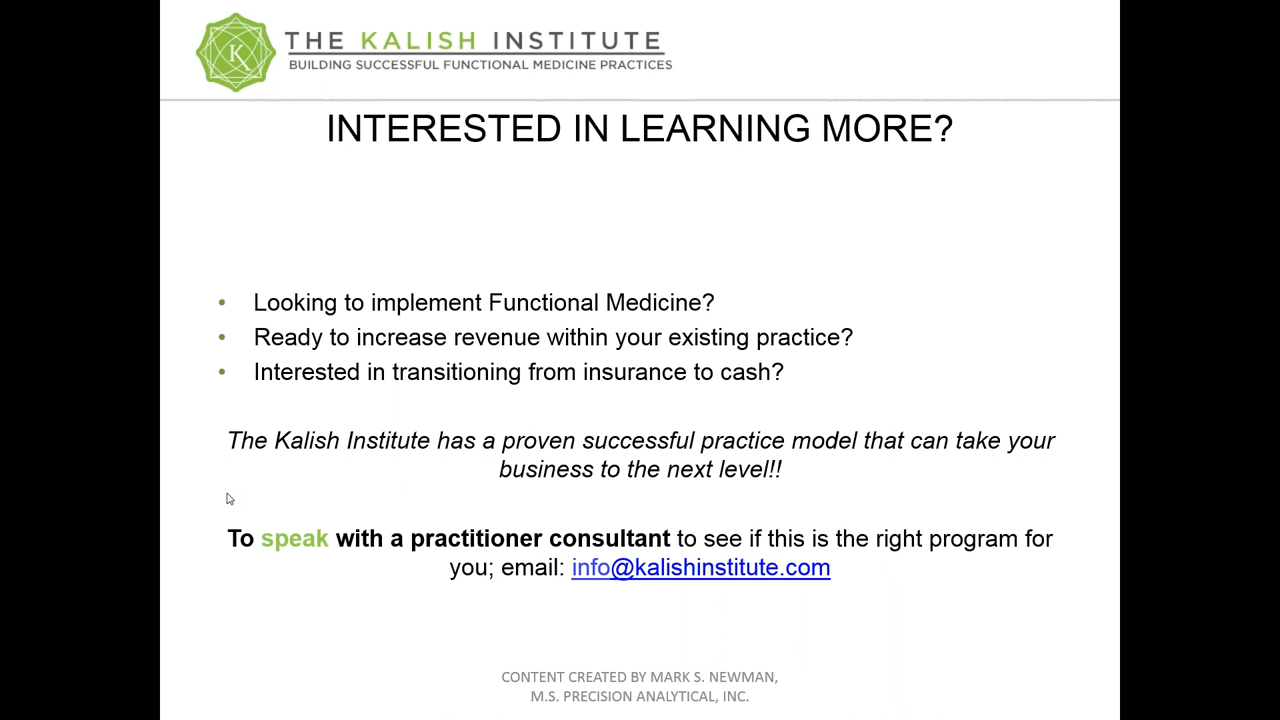 K
THE KALISH INSTITUTE
BUILDING SUCCESSFUL FUNCTIONAL MEDICINE PRACTICES
INTERESTED IN LEARNING MORE?
• Looking to implement Functional Medicine?
• Ready to increase revenue within your existing practice?
• Interested in transitioning from insurance to cash?
The Kalish Institute has a proven successful practice model that can take your
business to the next level!!
To speak with a practitioner consultant to see if this is the right program for
you; email: info@kalishinstitute.com
CONTENT CREATED BY MARK S. NEWMAN,
M.S. PRECISION ANALYTICAL, INC.